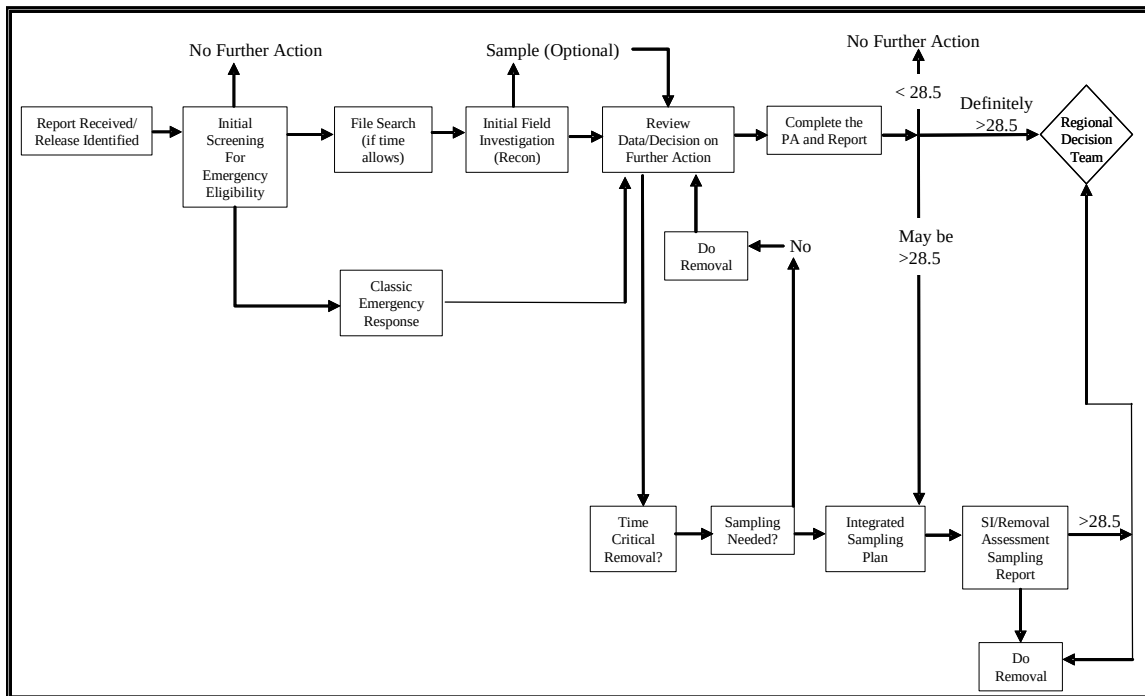 No Further Action
Sample (Optional)
No Further Action
< 28.5
Definitely
>28.5
Report Received/
Release Identified
Initial
Screening
For
Emergency
Eligibility
File Search
(if time
allows)
Initial Field
Investigation
(Recon)
Review
Data/Decision on
Further Action
Complete the
PA and Report
Regional
Decision
Team
Do
Removal
No
May be
>28.5
Classic
Emergency
Response
Time
Critical
Removal?
Sampling
Needed?
Integrated
Sampling
Plan
SI/Removal
Assessment
Sampling
Report
>28.5
Do
Removal